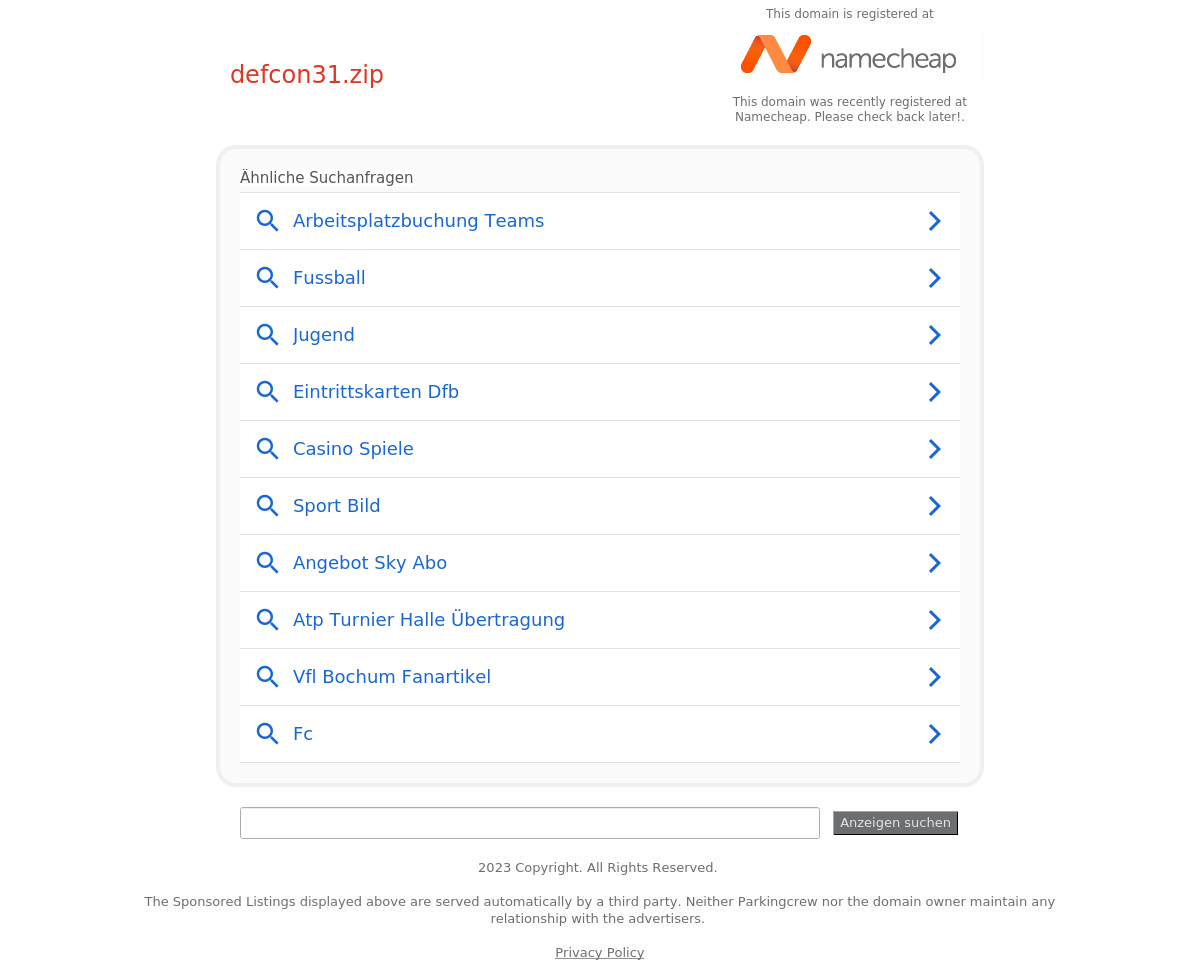 This domain is registered at
namecheap
defcon31.zip
This domain was recently registered at
Namecheap. Please check back later!.
Ähnliche Suchanfragen
Arbeitsplatzbuchung Teams
Fussball
Jugend
Eintrittskarten Dfb
Casino Spiele
Sport Bild
Angebot Sky Abo
Atp Turnier Halle Übertragung
Vfl Bochum Fanartikel
Fc
Anzeigen suchen
2023 Copyright. All Rights Reserved.
The Sponsored Listings displayed above are served automatically by a third party. Neither Parkingcrew nor the domain owner maintain any
relationship with the advertisers.
Privacy Policy